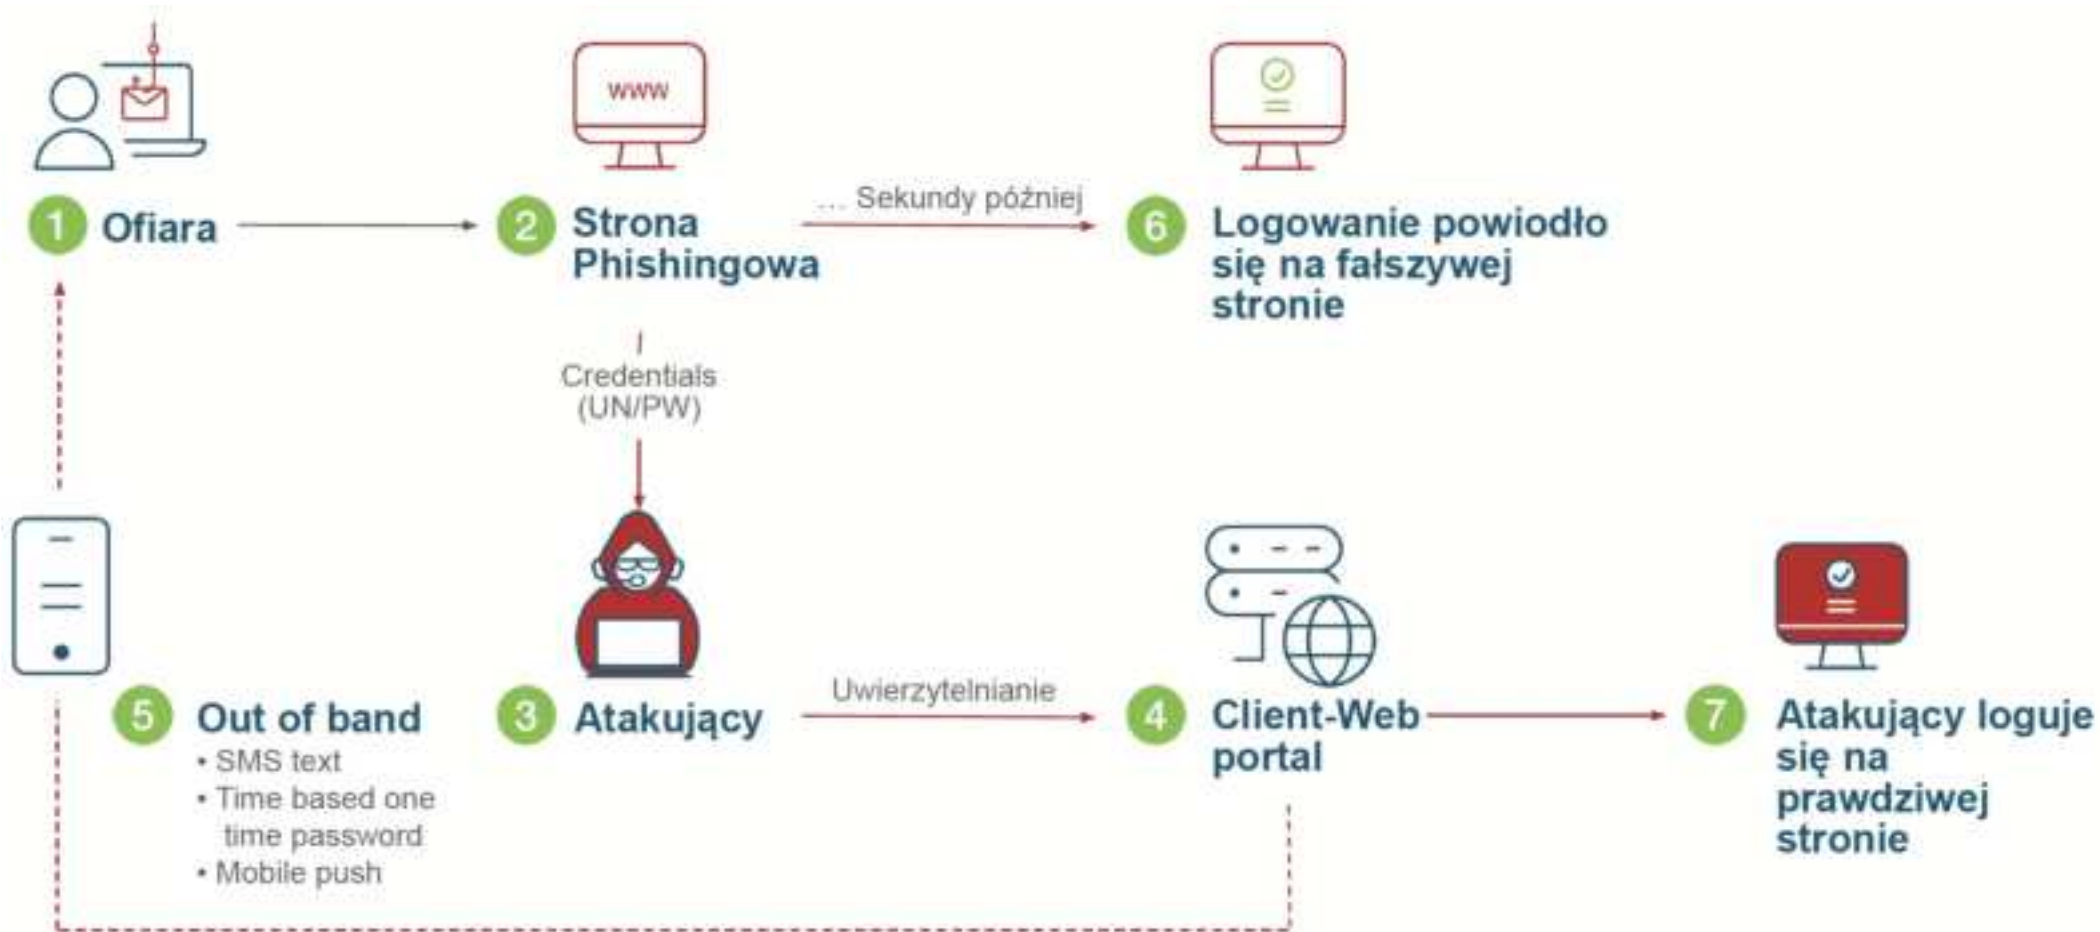 www
1 Ofiara
2 Strona
Phishingowa
... Sekundy później
6 Logowanie powiodło
się na fałszywej
stronie
Credentials
(UN/PW)
5 Out of band
• SMS text
• Time based one
time password
• Mobile push
3 Atakujący
Uwierzytelnianie
4 Client-Web
portal
7 Atakujący loguje
się na
prawdziwej
stronie